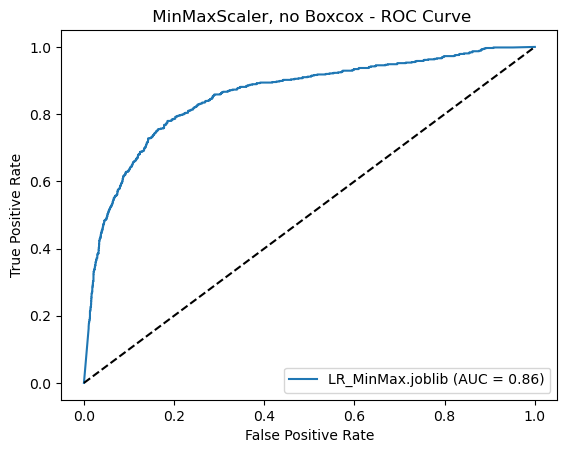 MinMaxScaler, no Boxcox - ROC Curve
1.0
0.8
0.6
0.4
0.2
0.0
True Positive Rate
LR_MinMax.joblib (AUC = 0.86)
0.0 0.2 0.4 0.6 0.8 1.0
False Positive Rate